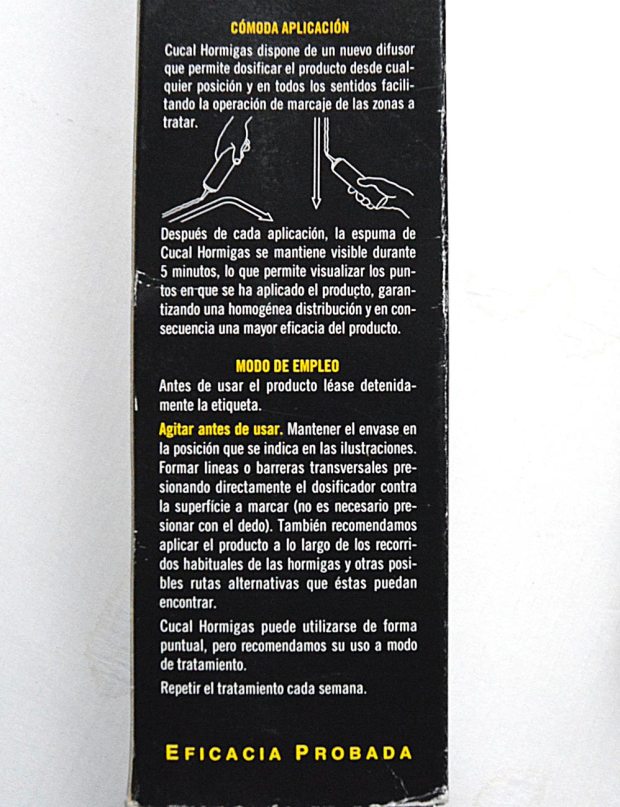 CÓMODA APLICACIÓN
Cucal Hormigas dispone de un nuevo difusor
que permite dosificar el producto desde cual-
quier posición y en todos los sentidos facili-
tando la operación de marcaje de las zonas a
tratar.
Después de cada aplicación, la espuma de
Cucal Hormigas se mantiene visible durante
5 minutos, lo que permite visualizar los pun-
tos en que se ha aplicado el producto, garan-
tizando una homogénea distribución y en con-
secuencia una mayor eficacia del producto.
MODO DE EMPLEO
Antes de usar el producto léase detenida-
mente la etiqueta.
Agitar antes de usar. Mantener el envase en
la posición que se indica en las ilustraciones.
Formar líneas o barreras transversales pre-
sionando directamente el dosificador contra
la superfície a marcar (no es necesario pre-
sionar con el dedo). También recomendamos
aplicar el producto a lo largo de los recorri-
dos habituales de las hormigas y otras posi-
bles rutas alternativas que éstas puedan
encontrar.
Cucal Hormigas puede utilizarse de forma
puntual, pero recomendamos su uso a modo
de tratamiento.
Repetir el tratamiento cada semana.
EFICACIA PROBADA